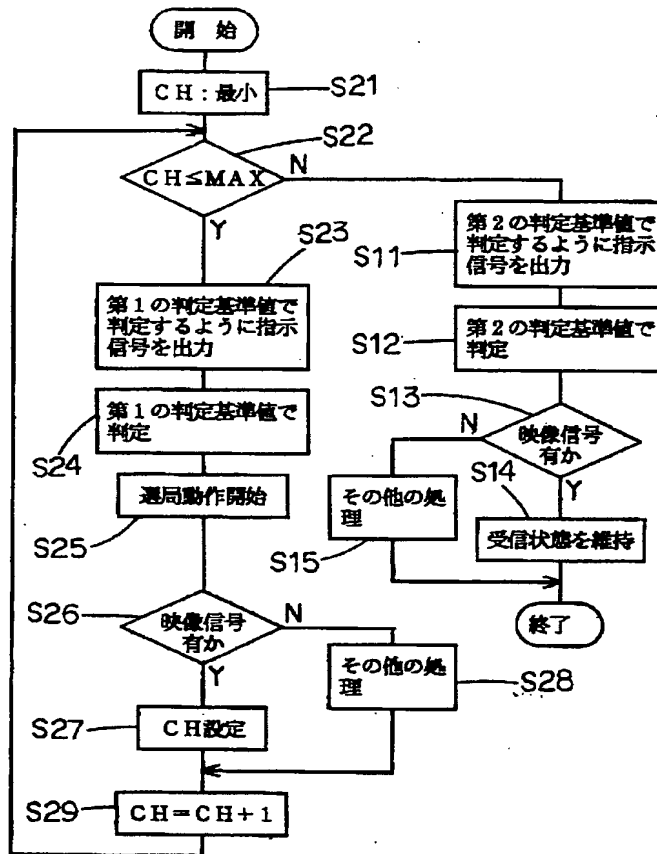 開 始
CH:最小
S21
S22
CH≦MAX
N
Y
S23
第1の判定基準値で
判定するように指示
信号を出力
第1の判定基準値で
判定
S24
選局動作開始
S25
S26
映像信号
有か
N
Y
その他の処
理
S28
S27
CH設定
S29
CH=CH+1
S11
第2の判定基準値で
判定するように指示
信号を出力
S12
第2の判定基準値で
判定
S13
N
映像信号
有か
S14
Y
その他の処
理
S15
受信状態を維持
終了